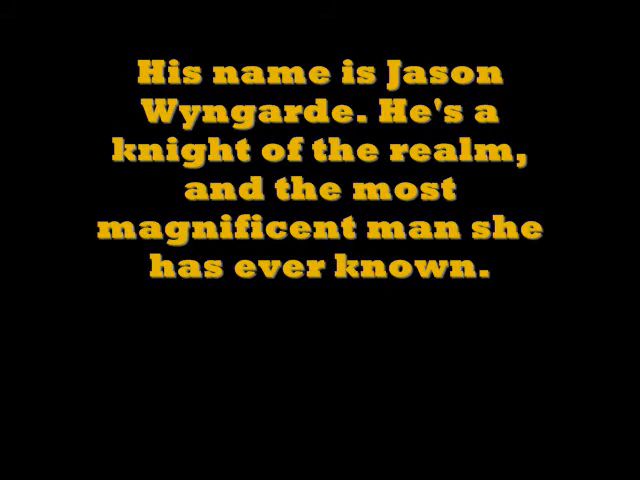 His name is Jason
Wyngarde. He's a
knight of the realm,
and the most
magnificent man she
has ever known.